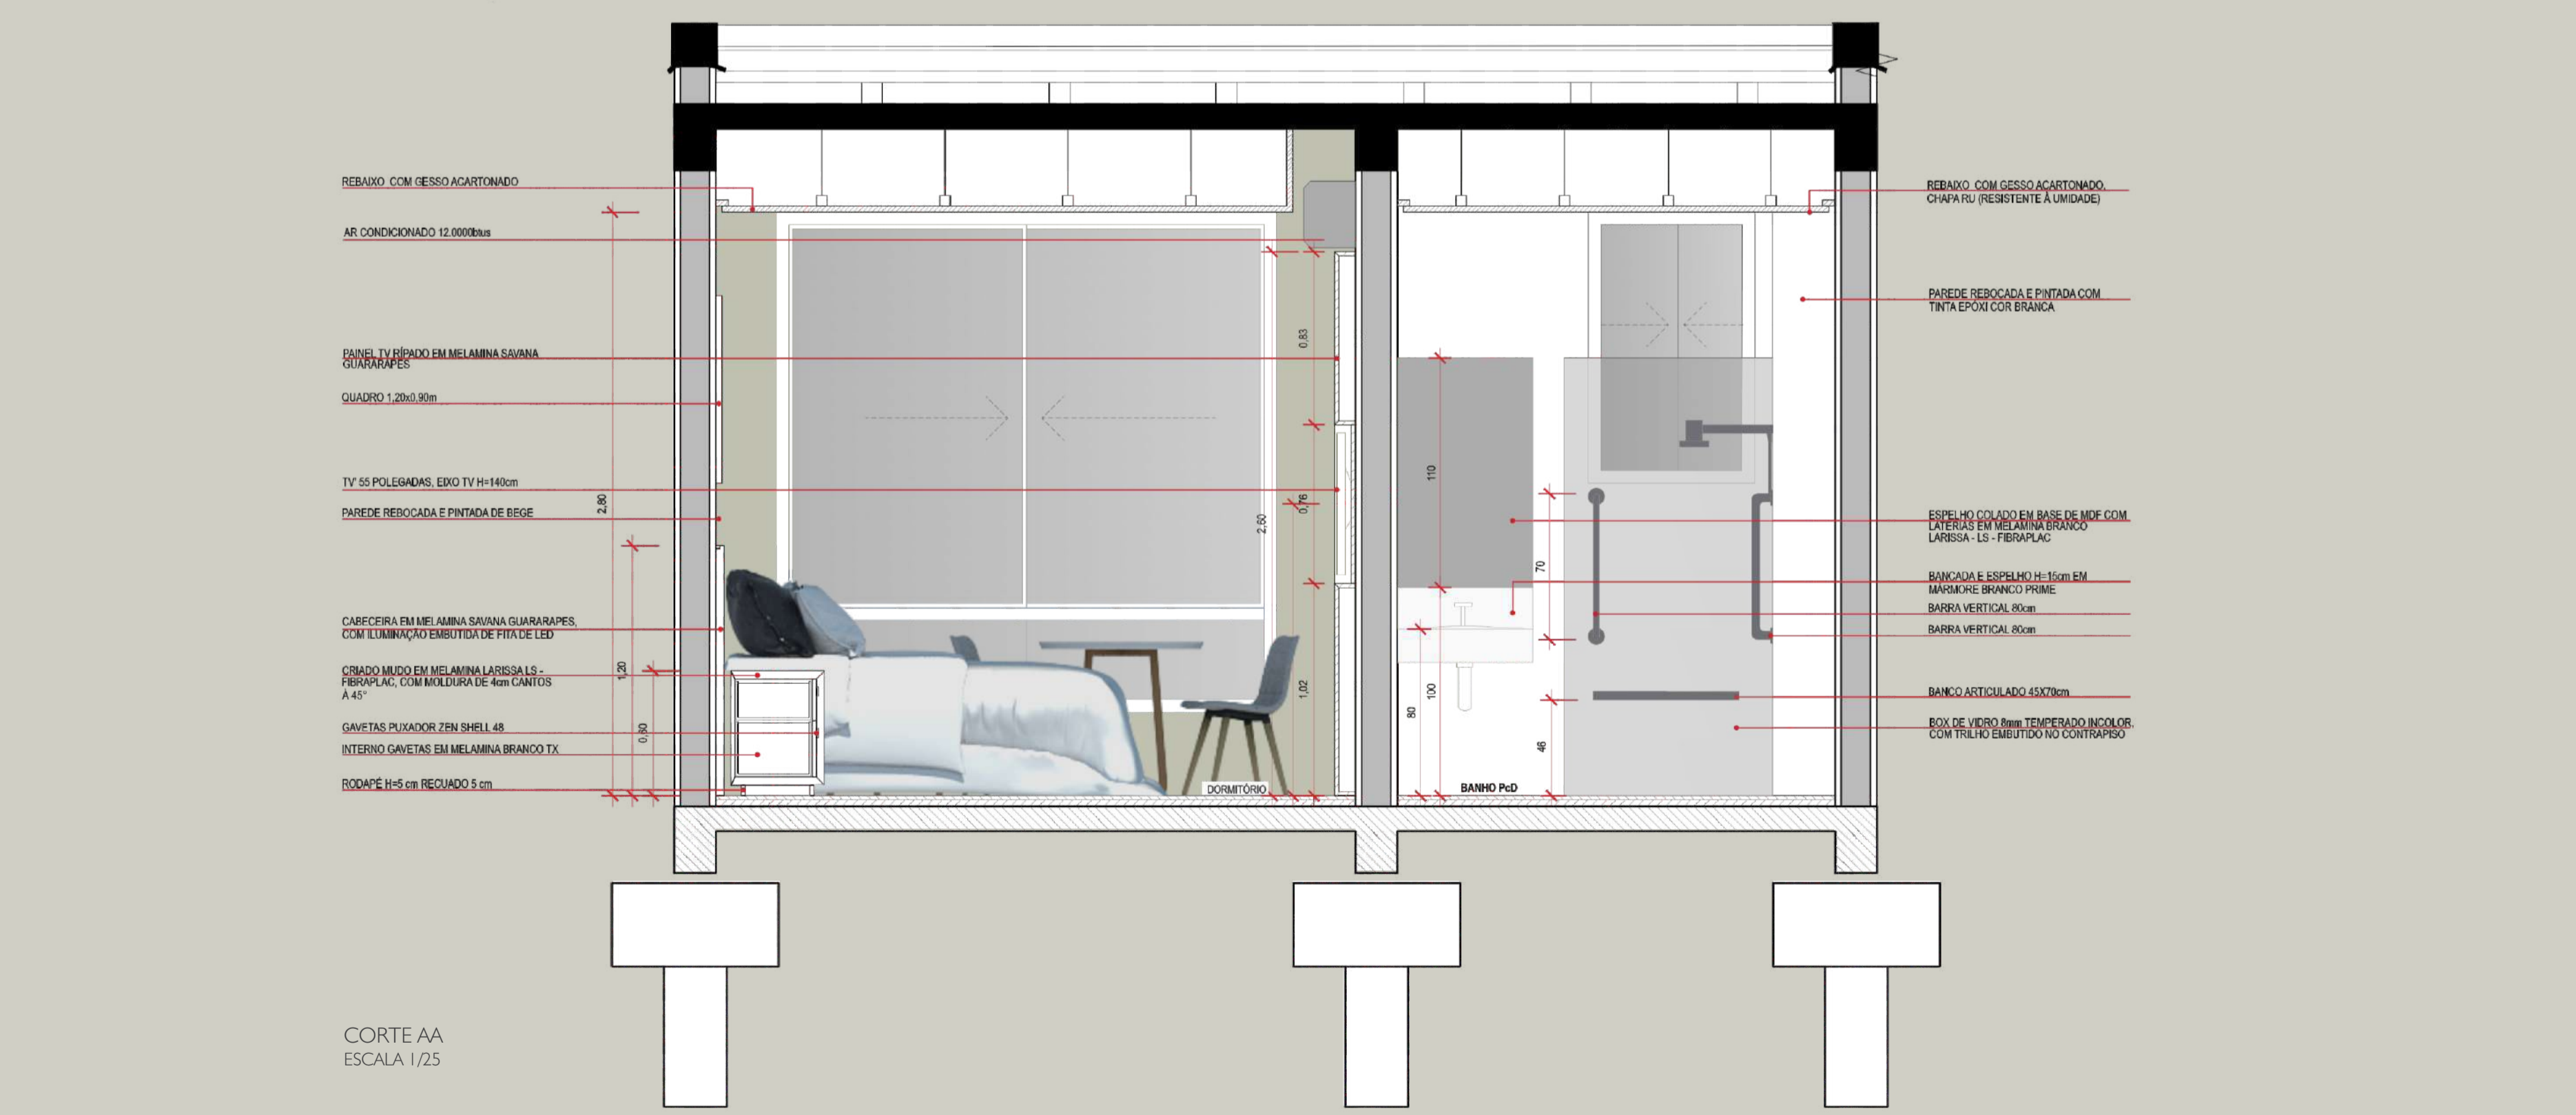 REBAIXO COM GESSO ACARTONADO
AR CONDICIONADO 12.0000btus
PAINEL TV RÍPADO EM MELAMINA SAVANA
GUARARAPES
QUADRO 1,20x0,90m
TV' 55 POLEGADAS, EIXO TV H=140cm
PAREDE REBOCADA E PINTADA DE BEGE
CABECEIRA EM MELAMINA SAVANA GUARARAPES,
COM ILUMINAÇÃO EMBUTIDA DE FITA DE LED
CRIADO MUDO EM MELAMINA LARISSA LS -
FIBRAPLAC, COM MOLDURA DE 4cm CANTOS
À 45°
GAVETAS PUXADOR ZEN SHELL 48
INTERNO GAVETAS EM MELAMINA BRANCO TX
RODAPÉ H=5 cm RECUADO 5 cm
2,80
1,20
0,60
0,83
0,76
2,60
1,02
DORMITÓRIO
110
100
80
70
46
BANHO PcD
REBAIXO COM GESSO ACARTONADO,
CHAPA RU (RESISTENTE À UMIDADE)
PAREDE REBOCADA E PINTADA COM
TINTA EPÓXI COR BRANCA
ESPELHO COLADO EM BASE DE MDF COM
LATERIAS EM MELAMINA BRANCO
LARISSA - LS - FIBRAPLAC
BANCADA E ESPELHO H=15cm EM
MÁRMORE BRANCO PRIME
BARRA VERTICAL 80cm
BARRA VERTICAL 80cm
BANCO ARTICULADO 45X70cm
BOX DE VIDRO 8mm TEMPERADO INCOLOR,
COM TRILHO EMBUTIDO NO CONTRAPISO
CORTE AA
ESCALA 1/25